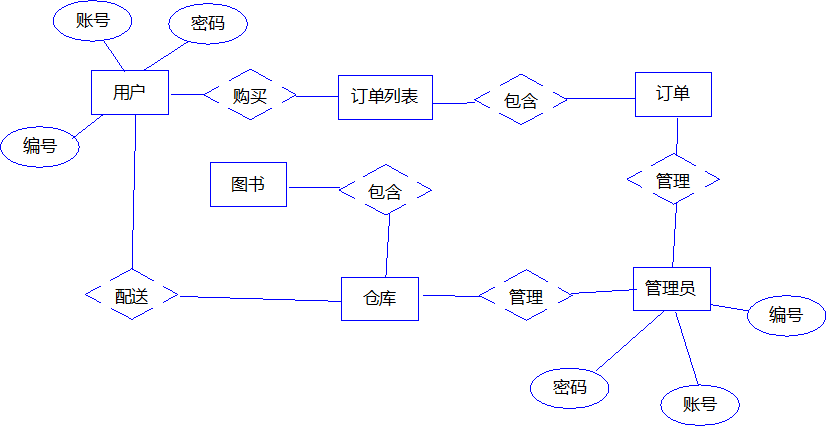 账号
密码
用户
购买
订单列表
包含
订单
编号
图书
包含
管理
配送
仓库
管理
管理员
编号
密码
账号